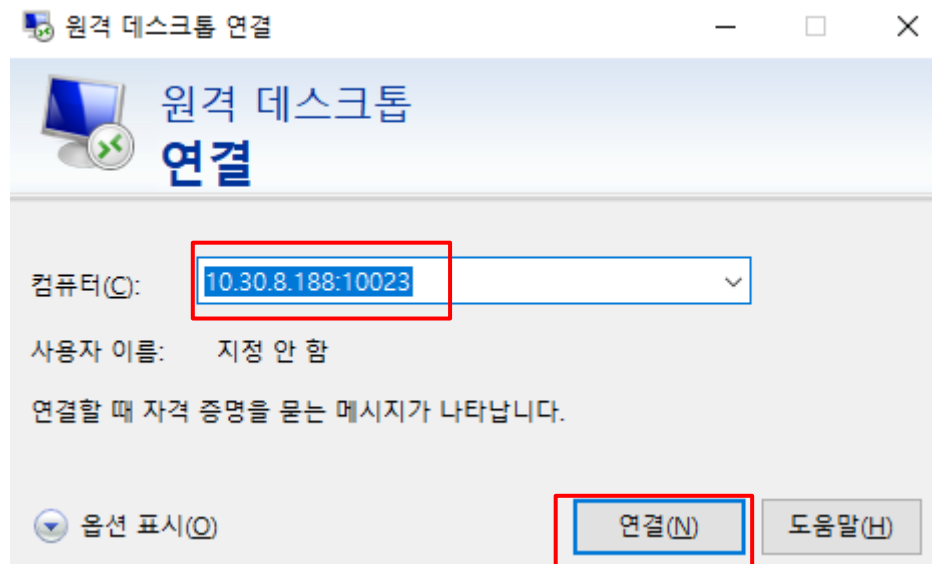 원격 데스크톱 연결
원격 데스크톱
연결
컴퓨터(C):
10.30.8.188:10023
사용자 이름: 지정 안 함
연결할 때 자격 증명을 묻는 메시지가 나타납니다.
옵션 표시(O)
연결(N)
도움말(H)